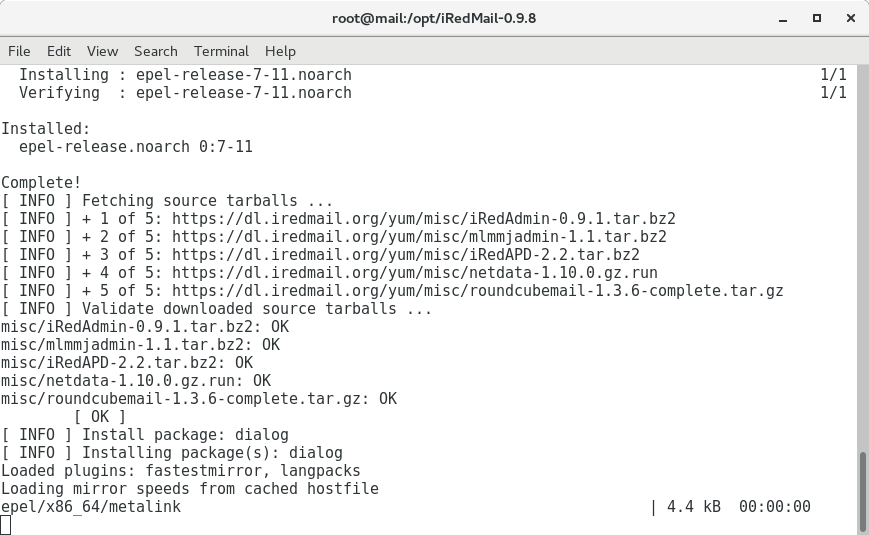 root@mail:/opt/iRedMail-0.9.8
File Edit View Search Terminal Help
  Installing : epel-release-7-11.noarch 1/1
  Verifying  : epel-release-7-11.noarch 1/1
Installed:
  epel-release.noarch 0:7-11
Complete!
[ INFO ] Fetching source tarballs ...
[ INFO ] + 1 of 5: https://dl.iredmail.org/yum/misc/iRedAdmin-0.9.1.tar.bz2
[ INFO ] + 2 of 5: https://dl.iredmail.org/yum/misc/mlmmjadmin-1.1.tar.bz2
[ INFO ] + 3 of 5: https://dl.iredmail.org/yum/misc/iRedAPD-2.2.tar.bz2
[ INFO ] + 4 of 5: https://dl.iredmail.org/yum/misc/netdata-1.10.0.gz.run
[ INFO ] + 5 of 5: https://dl.iredmail.org/yum/misc/roundcubemail-1.3.6-complete.tar.gz
[ INFO ] Validate downloaded source tarballs ...
misc/iRedAdmin-0.9.1.tar.bz2: OK
misc/mlmmjadmin-1.1.tar.bz2: OK
misc/iRedAPD-2.2.tar.bz2: OK
misc/netdata-1.10.0.gz.run: OK
misc/roundcubemail-1.3.6-complete.tar.gz: OK
        [ OK ]
[ INFO ] Install package: dialog
[ INFO ] Installing package(s): dialog
Loaded plugins: fastestmirror, langpacks
Loading mirror speeds from cached hostfile
epel/x86_64/metalink | 4.4 kB  00:00:00